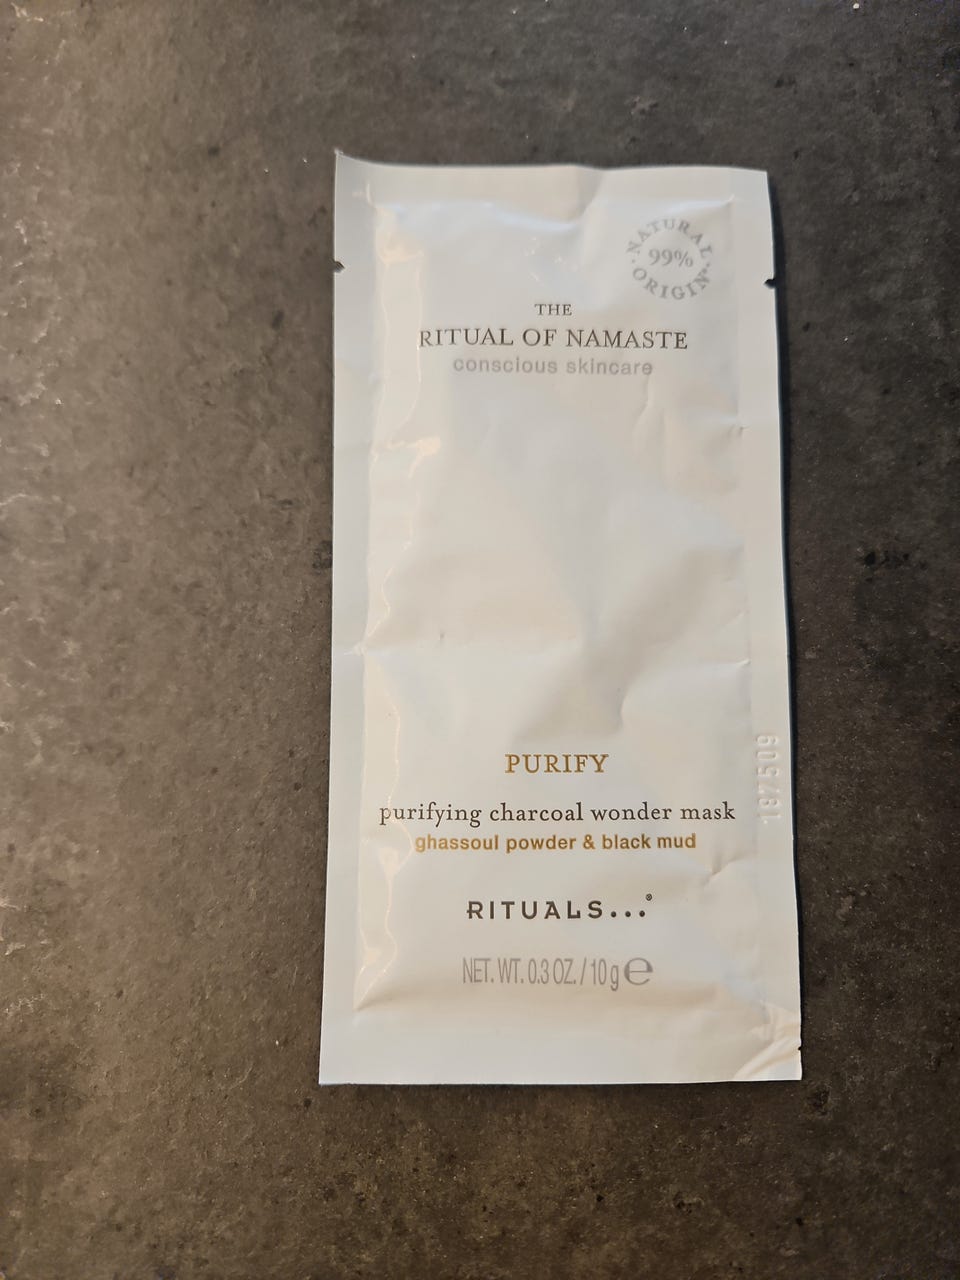 NATURAL
99%
ORIGIN**
THE
RITUAL OF NAMASTE
conscious skincare
PURIFY
purifying charcoal wonder mask
ghassoul powder & black mud
RITUALS...®
NET. WT. 0.3 OZ. / 10 g ℮
197509